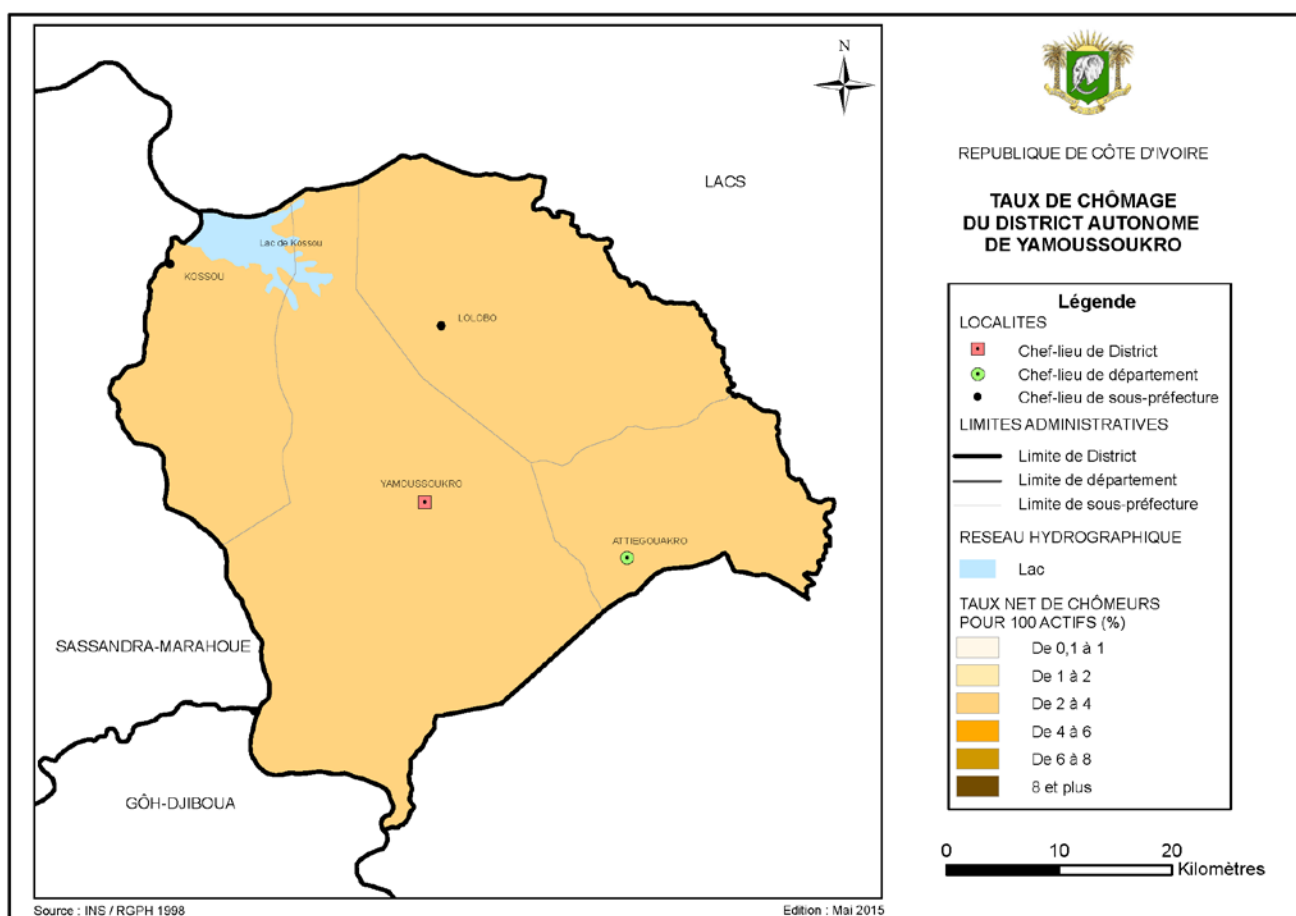 N
LACS
Lac de Kossou
KOSSOU
LOLOBO
YAMOUSSOUKRO
ATTIEGOUAKRO
SASSANDRA-MARAHOUE
GÔH-DJIBOUA
Source : INS / RGPH 1998
Edition : Mai 2015
REPUBLIQUE DE CÔTE D'IVOIRE
TAUX DE CHÔMAGE
DU DISTRICT AUTONOME
DE YAMOUSSOUKRO
Légende
LOCALITES
Chef-lieu de District
Chef-lieu de département
Chef-lieu de sous-préfecture
LIMITES ADMINISTRATIVES
Limite de District
Limite de département
Limite de sous-préfecture
RESEAU HYDROGRAPHIQUE
Lac
TAUX NET DE CHÔMEURS
POUR 100 ACTIFS (%)
De 0,1 à 1
De 1 à 2
De 2 à 4
De 4 à 6
De 6 à 8
8 et plus
0 10 20
Kilomètres